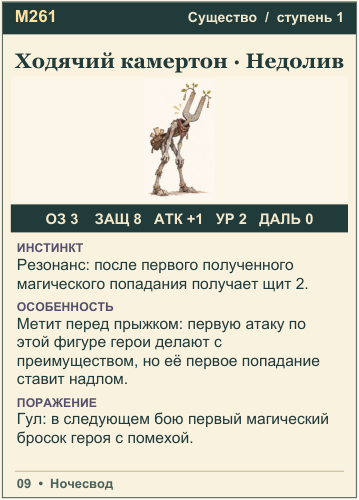 M261 Существо / ступень 1
Ходячий камертон · Недолив
ОЗ 3 ЗАЩ 8 АТК +1 УР 2 ДАЛЬ 0
ИНСТИНКТ
Резонанс: после первого полученного
магического попадания получает щит 2.
ОСОБЕННОСТЬ
Метит перед прыжком: первую атаку по
этой фигуре герои делают с
преимуществом, но её первое попадание
ставит надлом.
ПОРАЖЕНИЕ
Гул: в следующем бою первый магический
бросок героя с помехой.
09 • Ночесвод